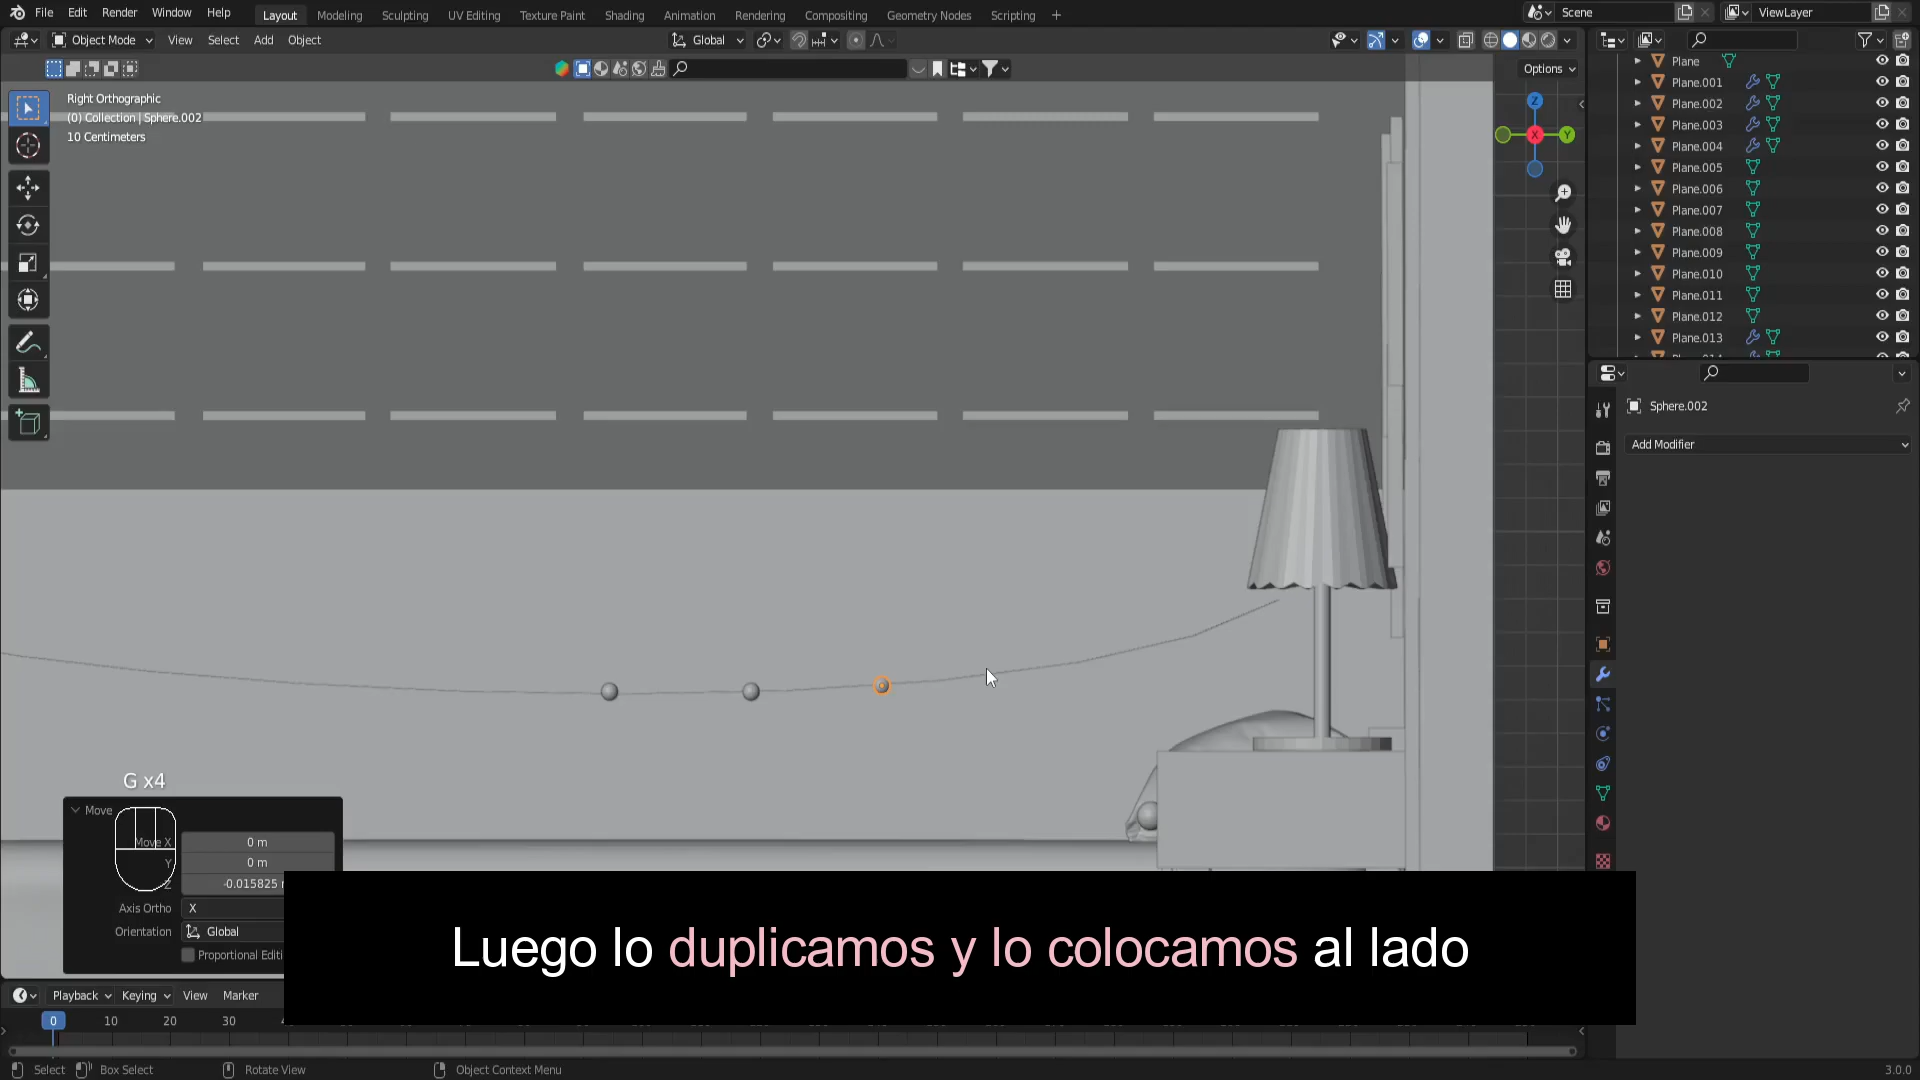 File Edit Render Window Help Layout Modeling Sculpting UV Editing Texture Paint Shading Animation Rendering Compositing Geometry Nodes Scripting + Scene ViewLayer
Object Mode View Select Add Object Global
Options
Right Orthographic
(0) Collection | Sphere.002
10 Centimeters
Z
X
Y
Plane
Plane.001
Plane.002
Plane.003
Plane.004
Plane.005
Plane.006
Plane.007
Plane.008
Plane.009
Plane.010
Plane.011
Plane.012
Plane.013
Sphere.002
Add Modifier
G x4
Move
Move X 0 m
Y 0 m
Z -0.015825
Axis Ortho X
Orientation Global
Proportional Editi
Luego lo duplicamos y lo colocamos al lado
Playback Keying View Marker
0 10 20 30
Select Box Select Rotate View Object Context Menu 3.0.0